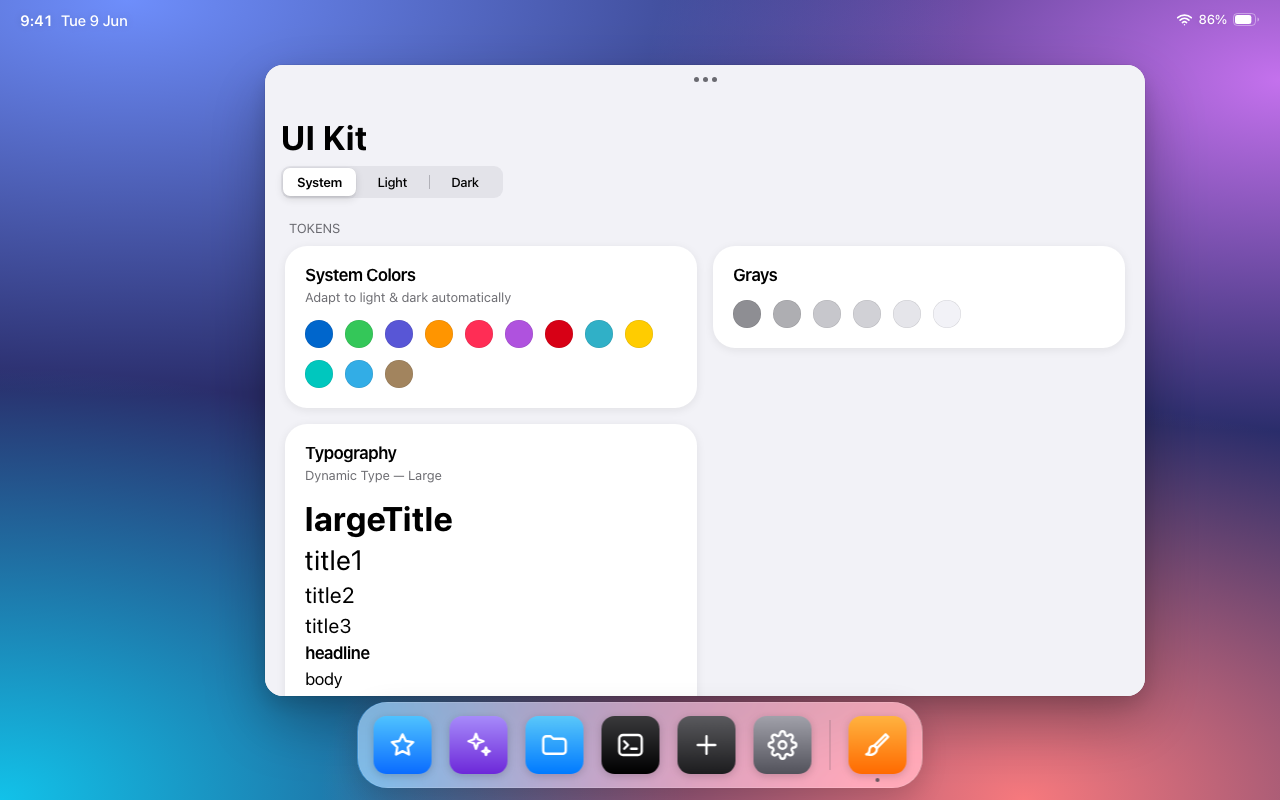 9:41 Tue 9 Jun
86%
UI Kit
System Light Dark
TOKENS
System Colors
Adapt to light & dark automatically
Grays
Typography
Dynamic Type — Large
largeTitle
title1
title2
title3
headline
body